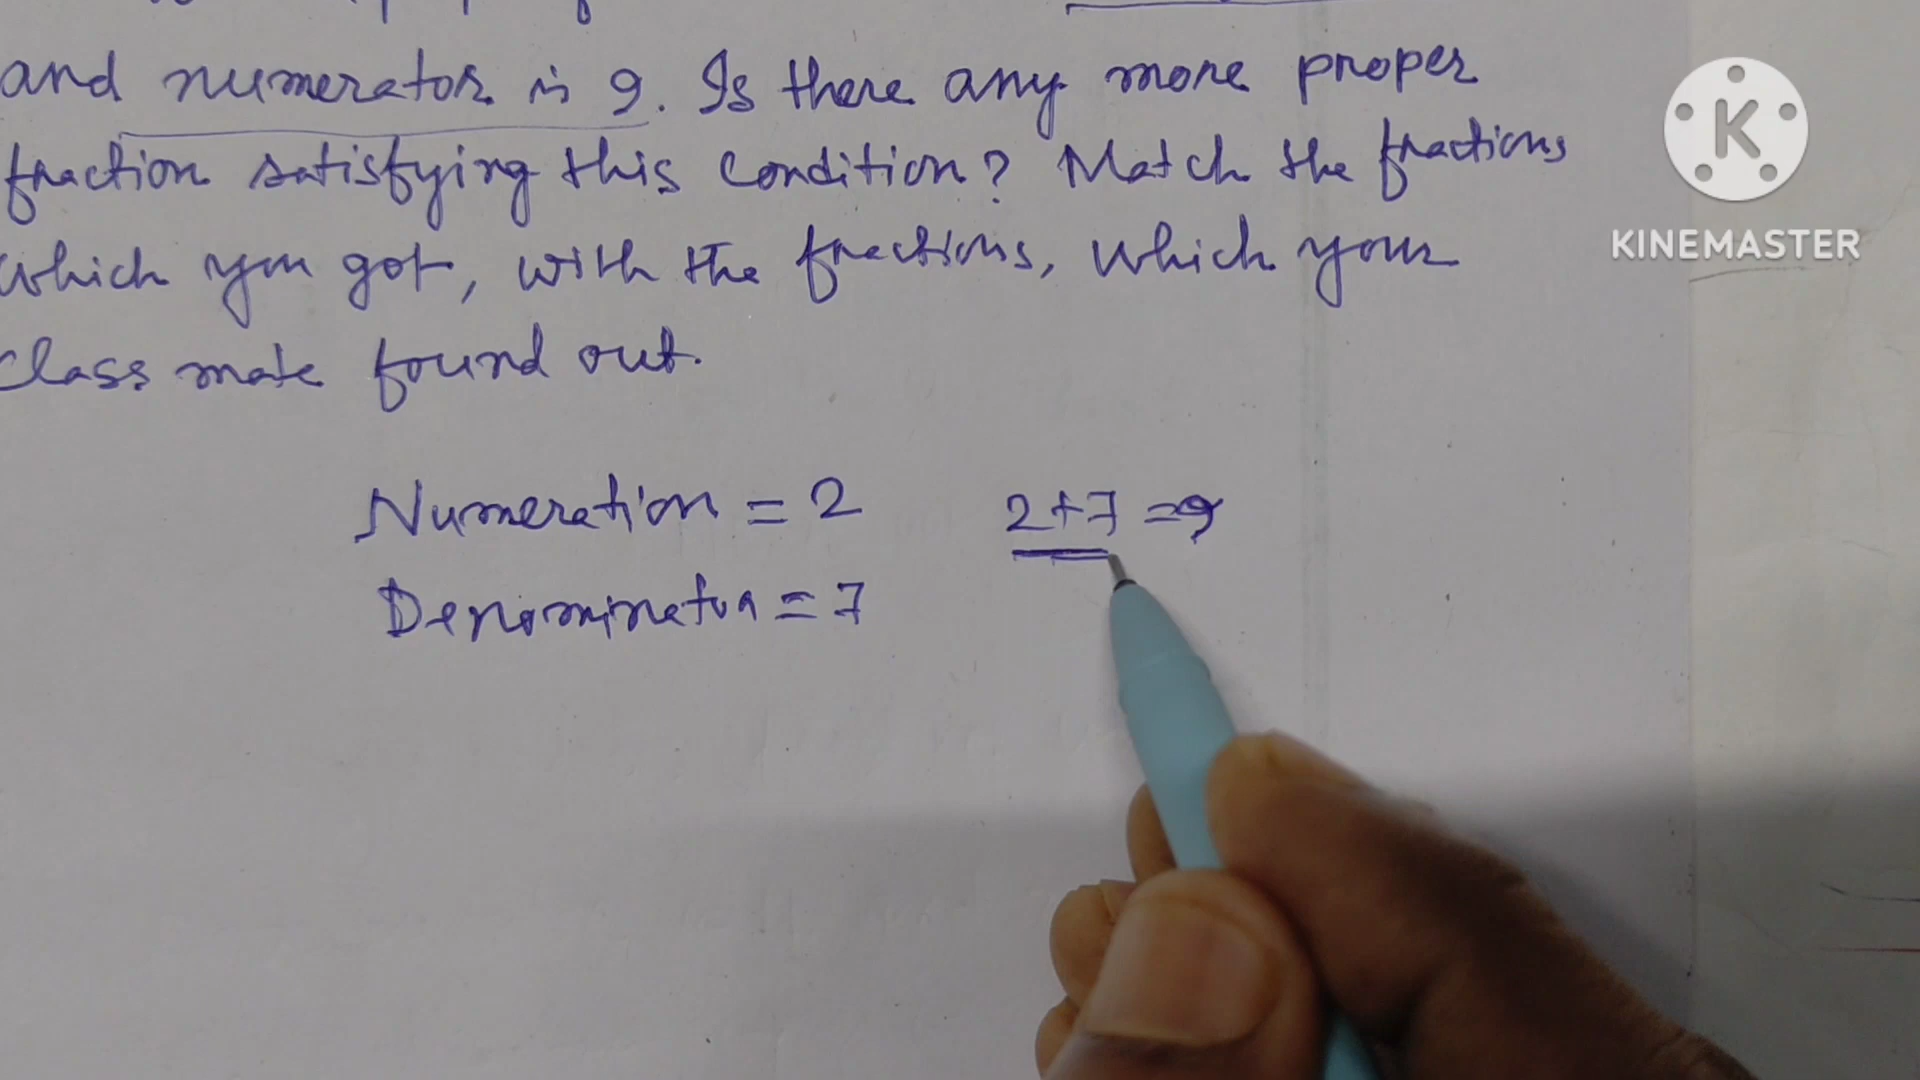 and numerator is 9. Is there any more proper
fraction satisfying this condition? Match the fractions
which you got, with the fractions, which your
class mate found out.
Numeration = 2 2+7 =9
Denominator = 7
K
KINEMASTER